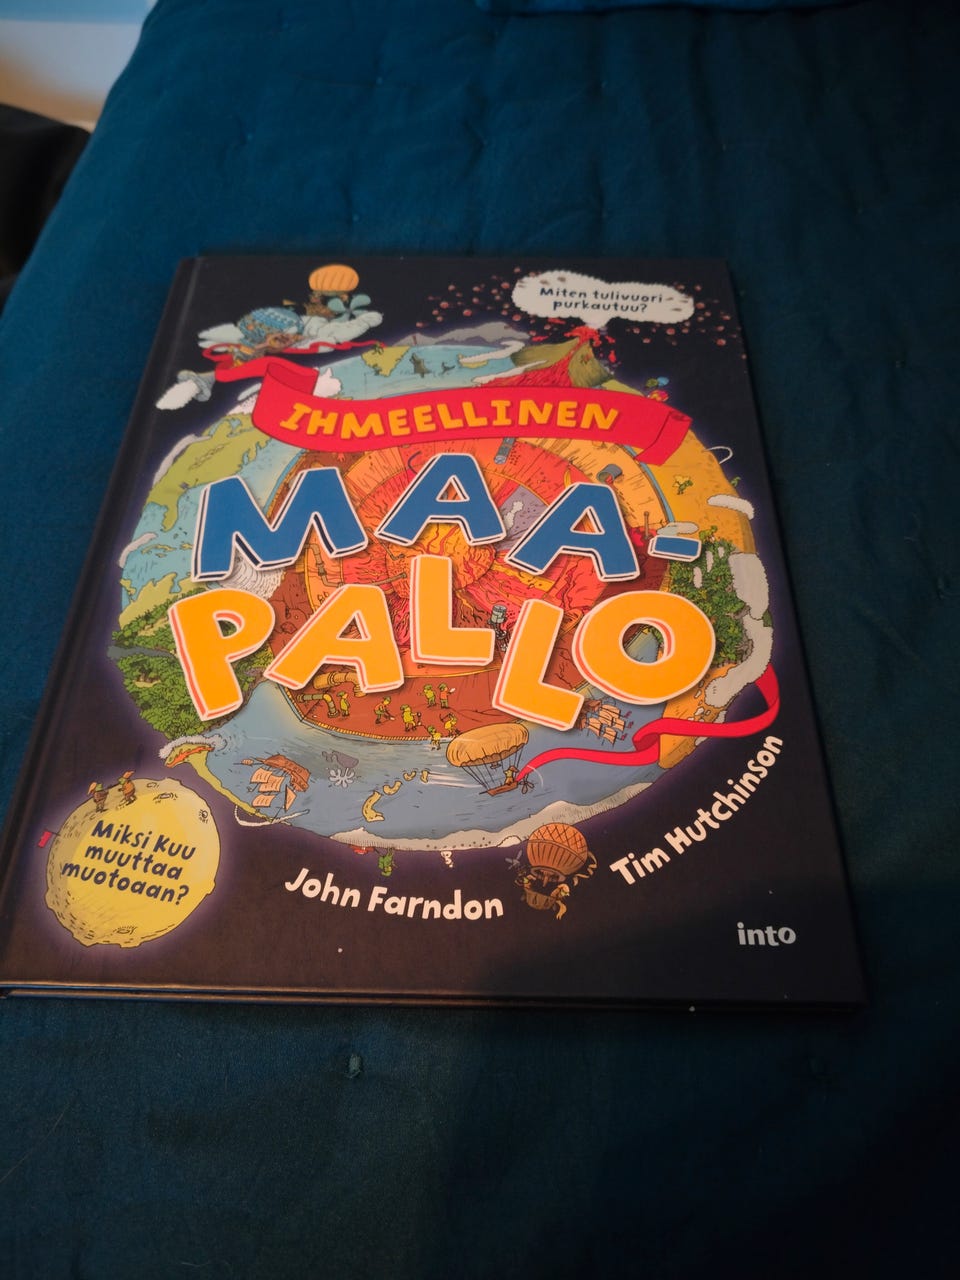 Miten tulivuori
purkautuu?
IHMEELLINEN
MAA-
PALLO
Miksi Kuu
muuttaa
muotoaan?
John Farndon
Tim Hutchinson
into